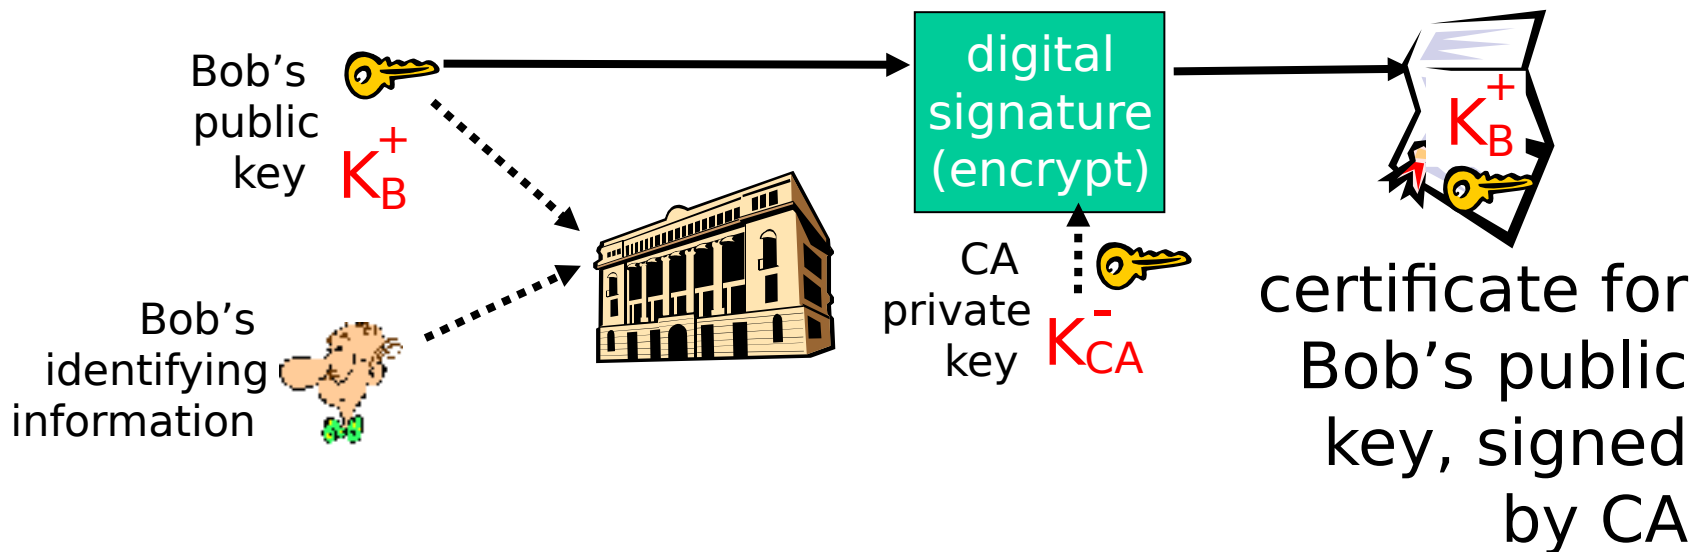 Bob’s
public
key
K
+
B
Bob’s
identifying
information
digital
signature
(encrypt)
CA
private
key
K
-
CA
K
+
B
certificate for
Bob’s public
key, signed
by CA